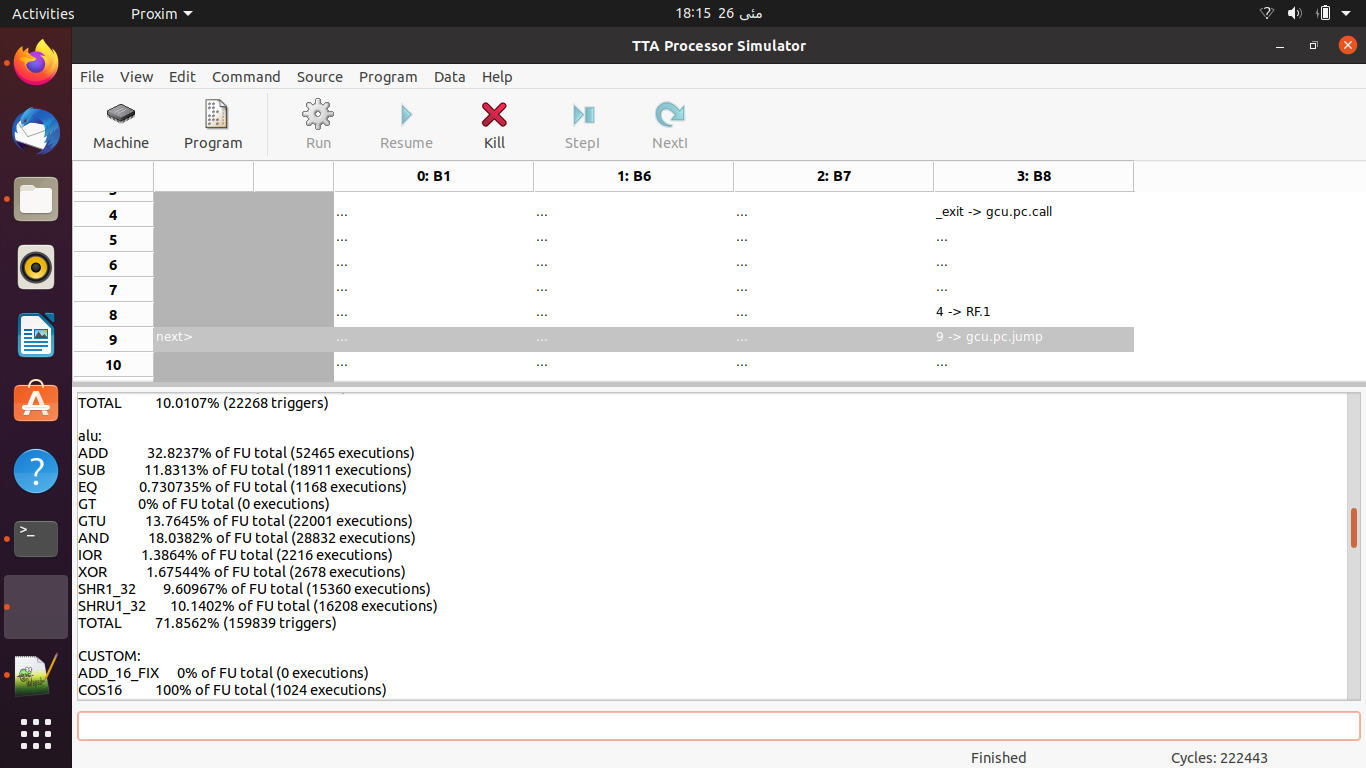 Activities Proxim 18:15 26 مئی
TTA Processor Simulator
File View Edit Command Source Program Data Help
Machine Program Run Resume Kill StepI NextI
0: B1 1: B6 2: B7 3: B8
4 ... ... ... _exit -> gcu.pc.call
5 ... ... ... ...
6 ... ... ... ...
7 ... ... ... ...
8 ... ... ... 4 -> RF.1
9 next> ... ... ... 9 -> gcu.pc.jump
10 ... ... ... ...
TOTAL 10.0107% (22268 triggers)
alu:
ADD 32.8237% of FU total (52465 executions)
SUB 11.8313% of FU total (18911 executions)
EQ 0.730735% of FU total (1168 executions)
GT 0% of FU total (0 executions)
GTU 13.7645% of FU total (22001 executions)
AND 18.0382% of FU total (28832 executions)
IOR 1.3864% of FU total (2216 executions)
XOR 1.67544% of FU total (2678 executions)
SHR1_32 9.60967% of FU total (15360 executions)
SHRU1_32 10.1402% of FU total (16208 executions)
TOTAL 71.8562% (159839 triggers)
CUSTOM:
ADD_16_FIX 0% of FU total (0 executions)
COS16 100% of FU total (1024 executions)
Finished Cycles: 222443